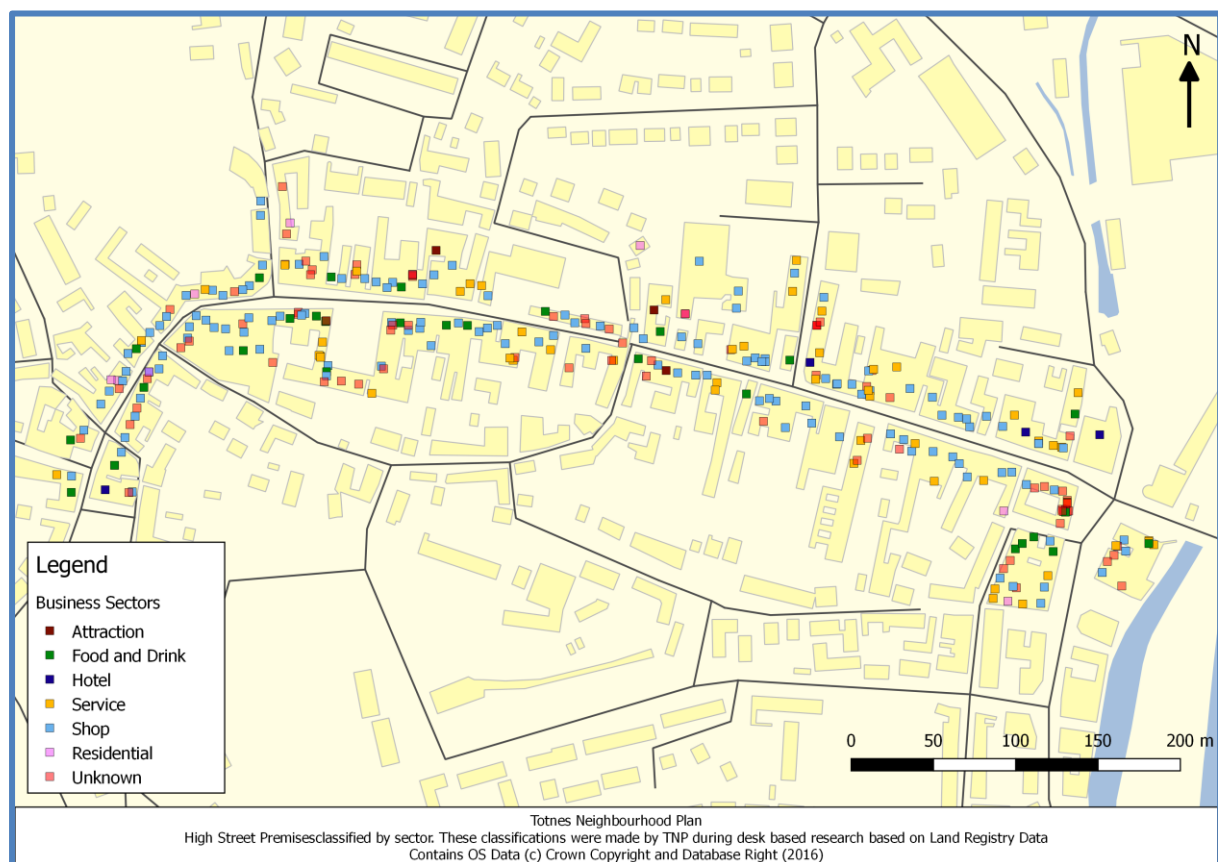 N
Legend
Business Sectors
Attraction
Food and Drink
Hotel
Service
Shop
Residential
Unknown
0 50 100 150 200 m
Totnes Neighbourhood Plan
High Street Premisesclassified by sector. These classifications were made by TNP during desk based research based on Land Registry Data
Contains OS Data (c) Crown Copyright and Database Right (2016)